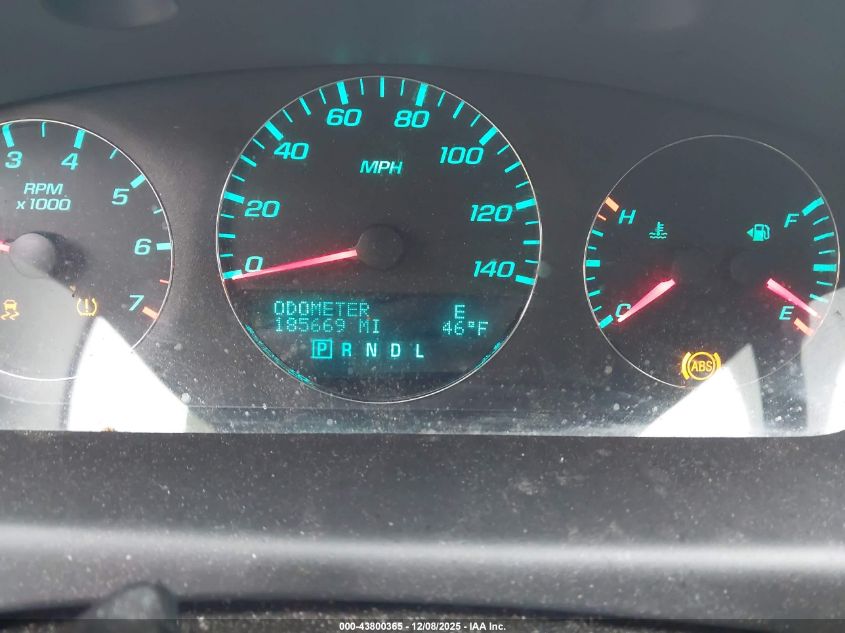 3
4
5
6
7
RPM
x1000
0
20
40
60
80
100
120
140
MPH
ODOMETER E
185669 MI 46°F
P R N D L
H
C
F
E
ABS
000-43800365 - 12/08/2025 - IAA Inc.